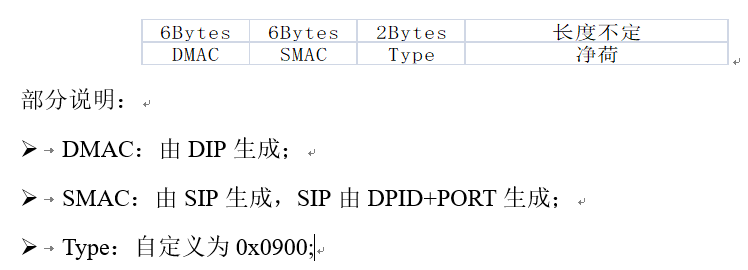 6Bytes 6Bytes 2Bytes 长度不定
DMAC SMAC Type 净荷
部分说明：
DMAC：由 DIP 生成；
SMAC：由 SIP 生成，SIP 由 DPID+PORT 生成；
Type：自定义为 0x0900;